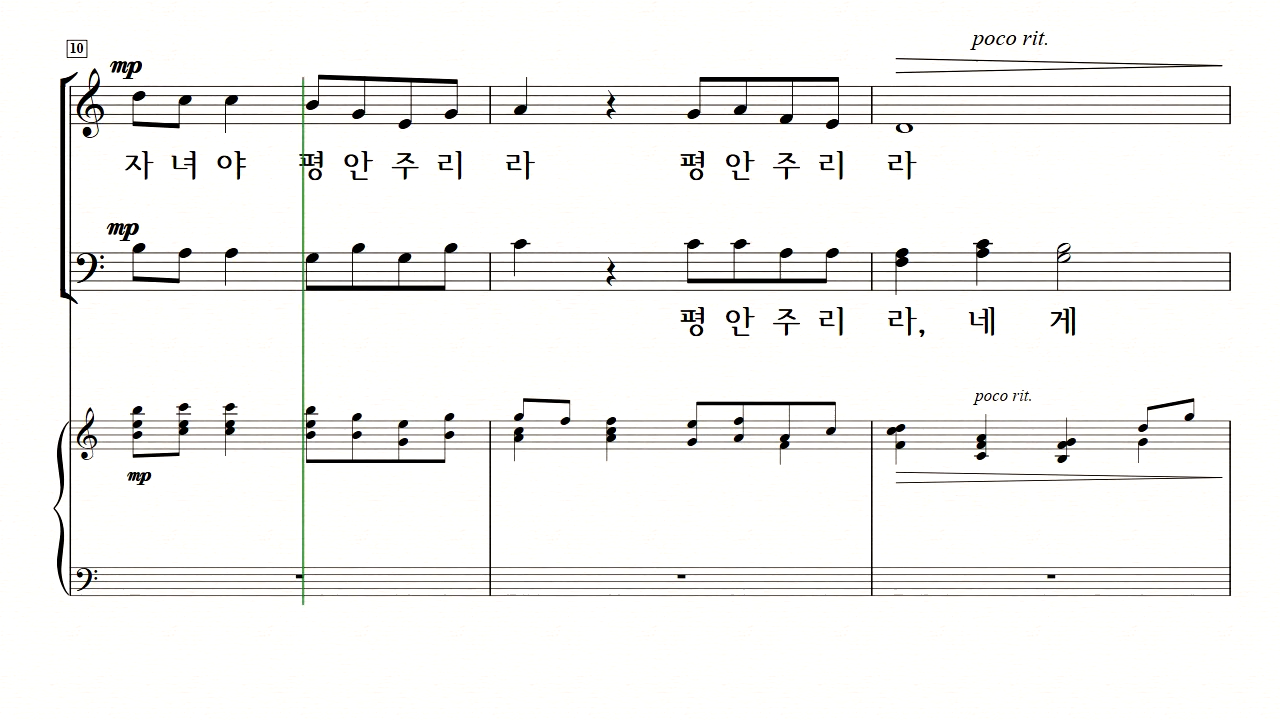 poco rit.
10
mp
자 녀 야 평 안 주 리 라 평 안 주 리 라
mp
평 안 주 리 라, 네 게
poco rit.
mp